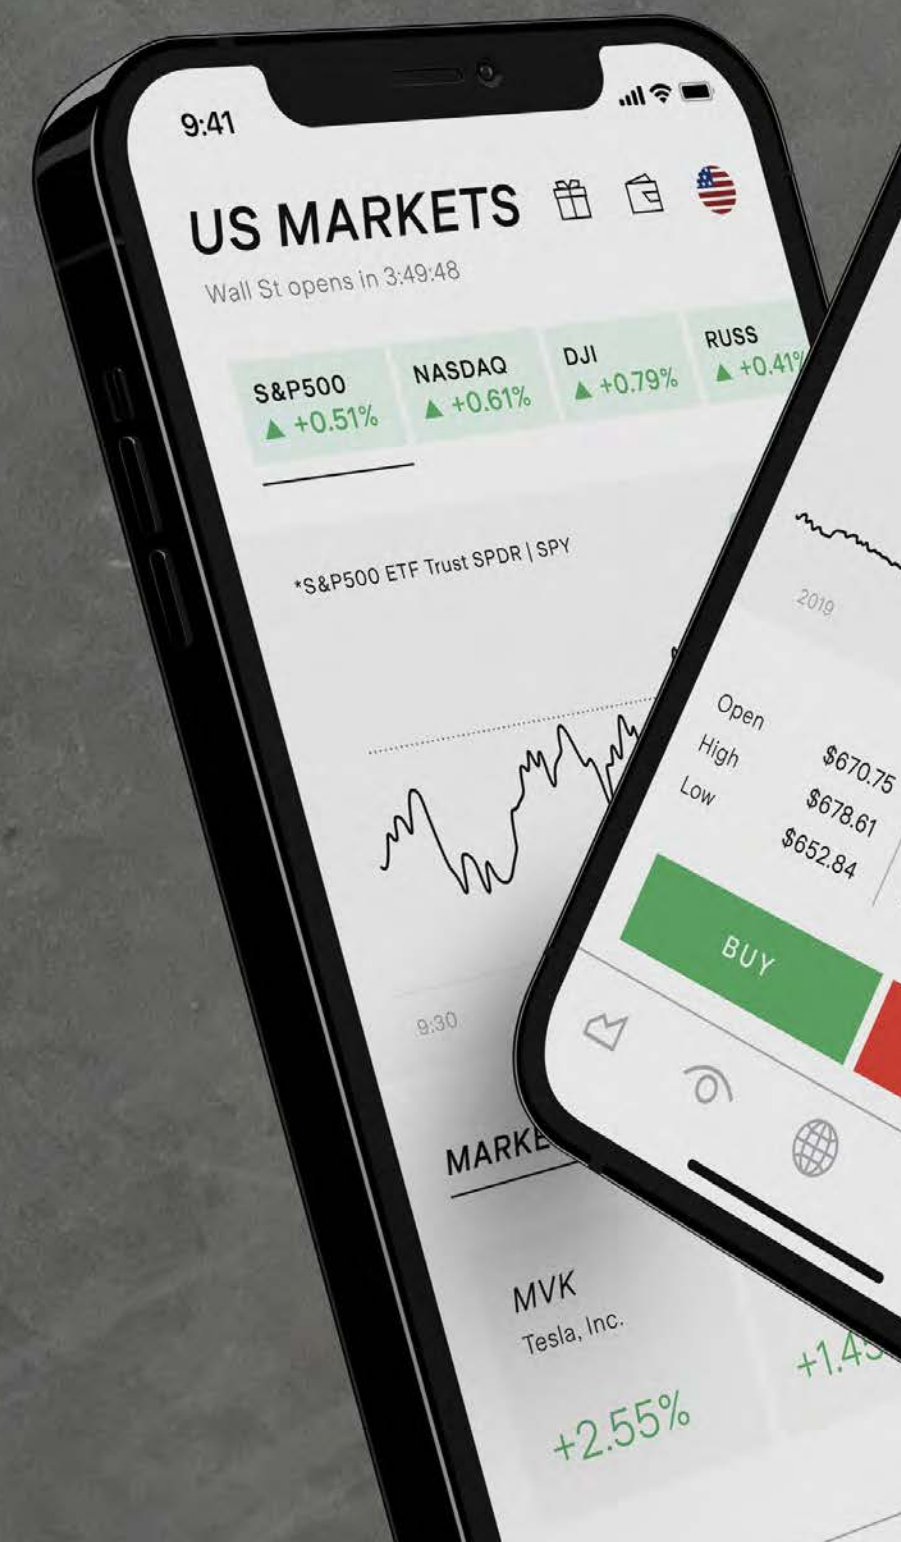 9:41
US MARKETS
Wall St opens in 3:49:48
S&P500
+0.51%
NASDAQ
+0.61%
DJI
+0.79%
RUSS
+0.41%
*S&P500 ETF Trust SPDR | SPY
9:30
2019
Open $670.75
High $678.61
Low $652.84
BUY
MVK
Tesla, Inc.
+2.55%